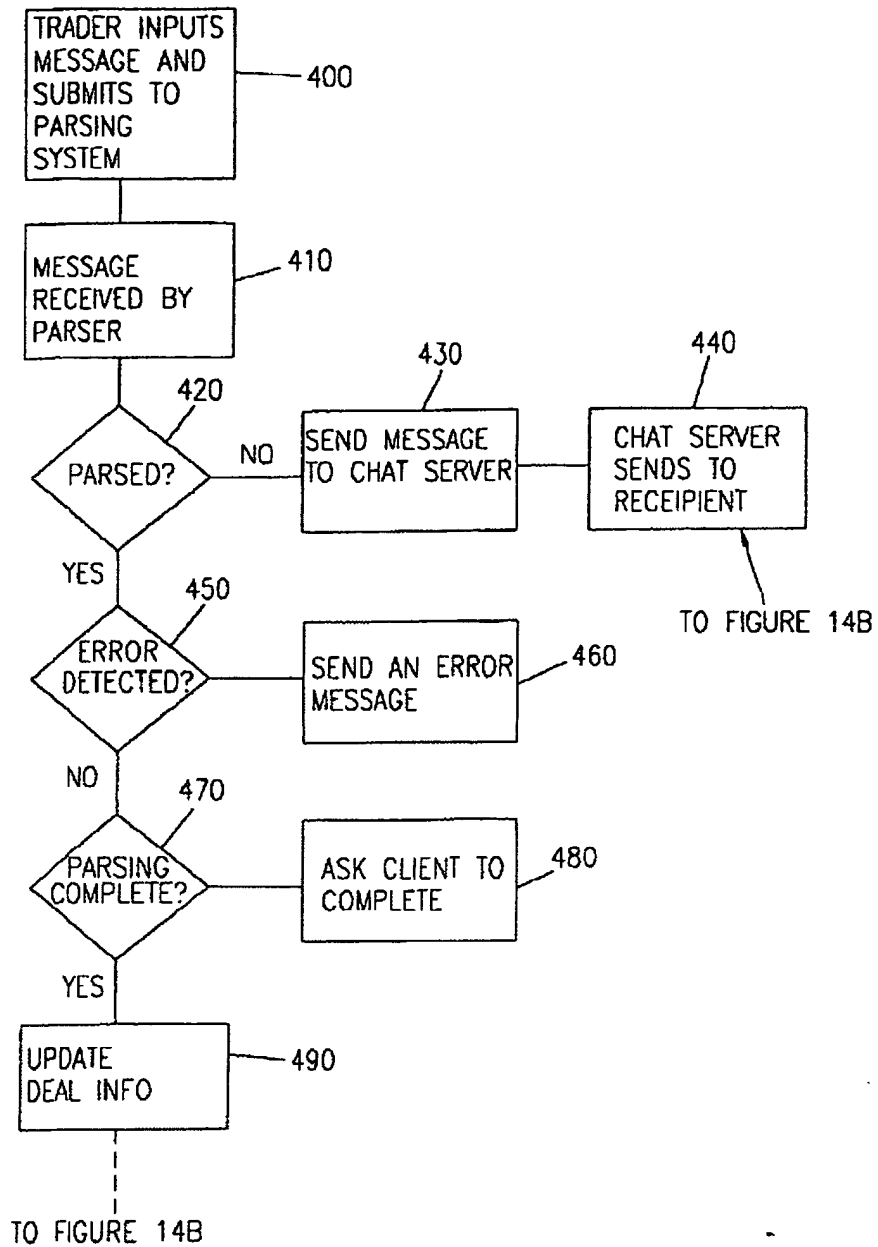 TRADER INPUTS
MESSAGE AND
SUBMITS TO
PARSING
SYSTEM
400
MESSAGE
RECEIVED BY
PARSER
410
420
PARSED?
NO
430
SEND MESSAGE
TO CHAT SERVER
440
CHAT SERVER
SENDS TO
RECEIPIENT
TO FIGURE 14B
YES
450
ERROR
DETECTED?
SEND AN ERROR
MESSAGE
460
NO
470
PARSING
COMPLETE?
ASK CLIENT TO
COMPLETE
480
YES
UPDATE
DEAL INFO
490
TO FIGURE 14B